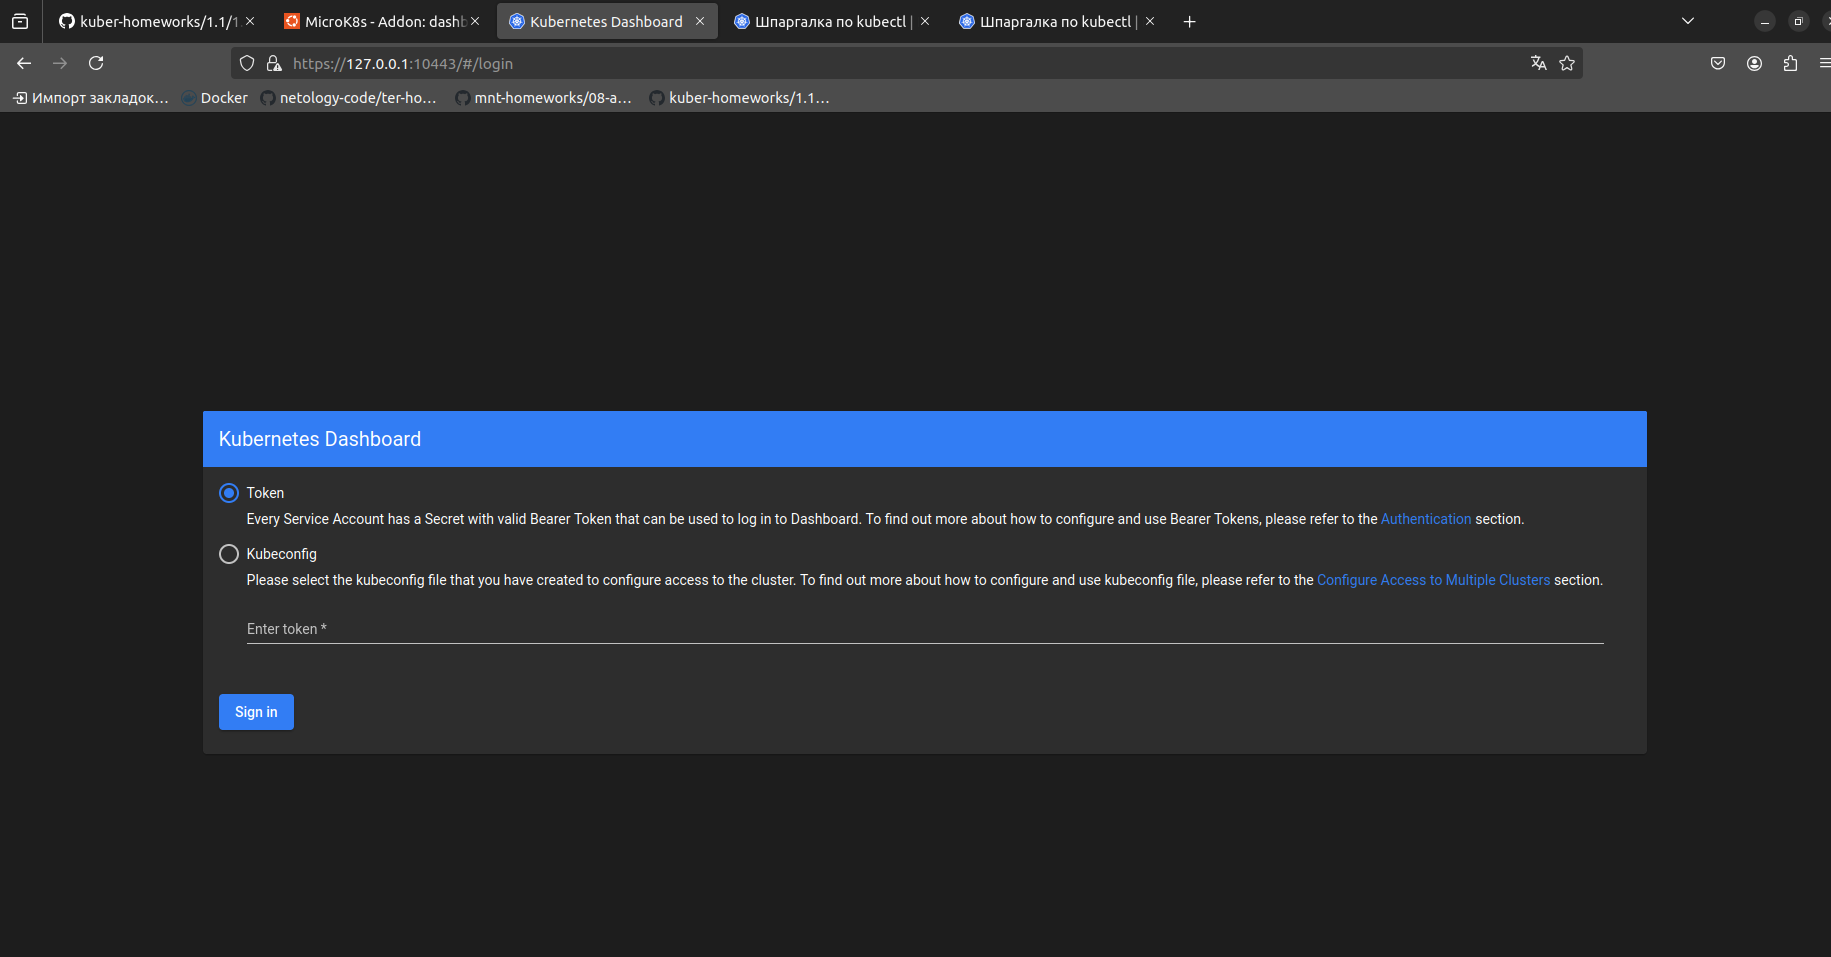 kuber-homeworks/1.1/1.
MicroK8s - Addon: dashb
Kubernetes Dashboard
Шпаргалка по kubectl |
Шпаргалка по kubectl |
https://127.0.0.1:10443/#/login
Импорт закладок...
Docker
netology-code/ter-ho...
mnt-homeworks/08-a...
kuber-homeworks/1.1...
Kubernetes Dashboard
Token
Every Service Account has a Secret with valid Bearer Token that can be used to log in to Dashboard. To find out more about how to configure and use Bearer Tokens, please refer to the Authentication section.
Kubeconfig
Please select the kubeconfig file that you have created to configure access to the cluster. To find out more about how to configure and use kubeconfig file, please refer to the Configure Access to Multiple Clusters section.
Enter token *
Sign in